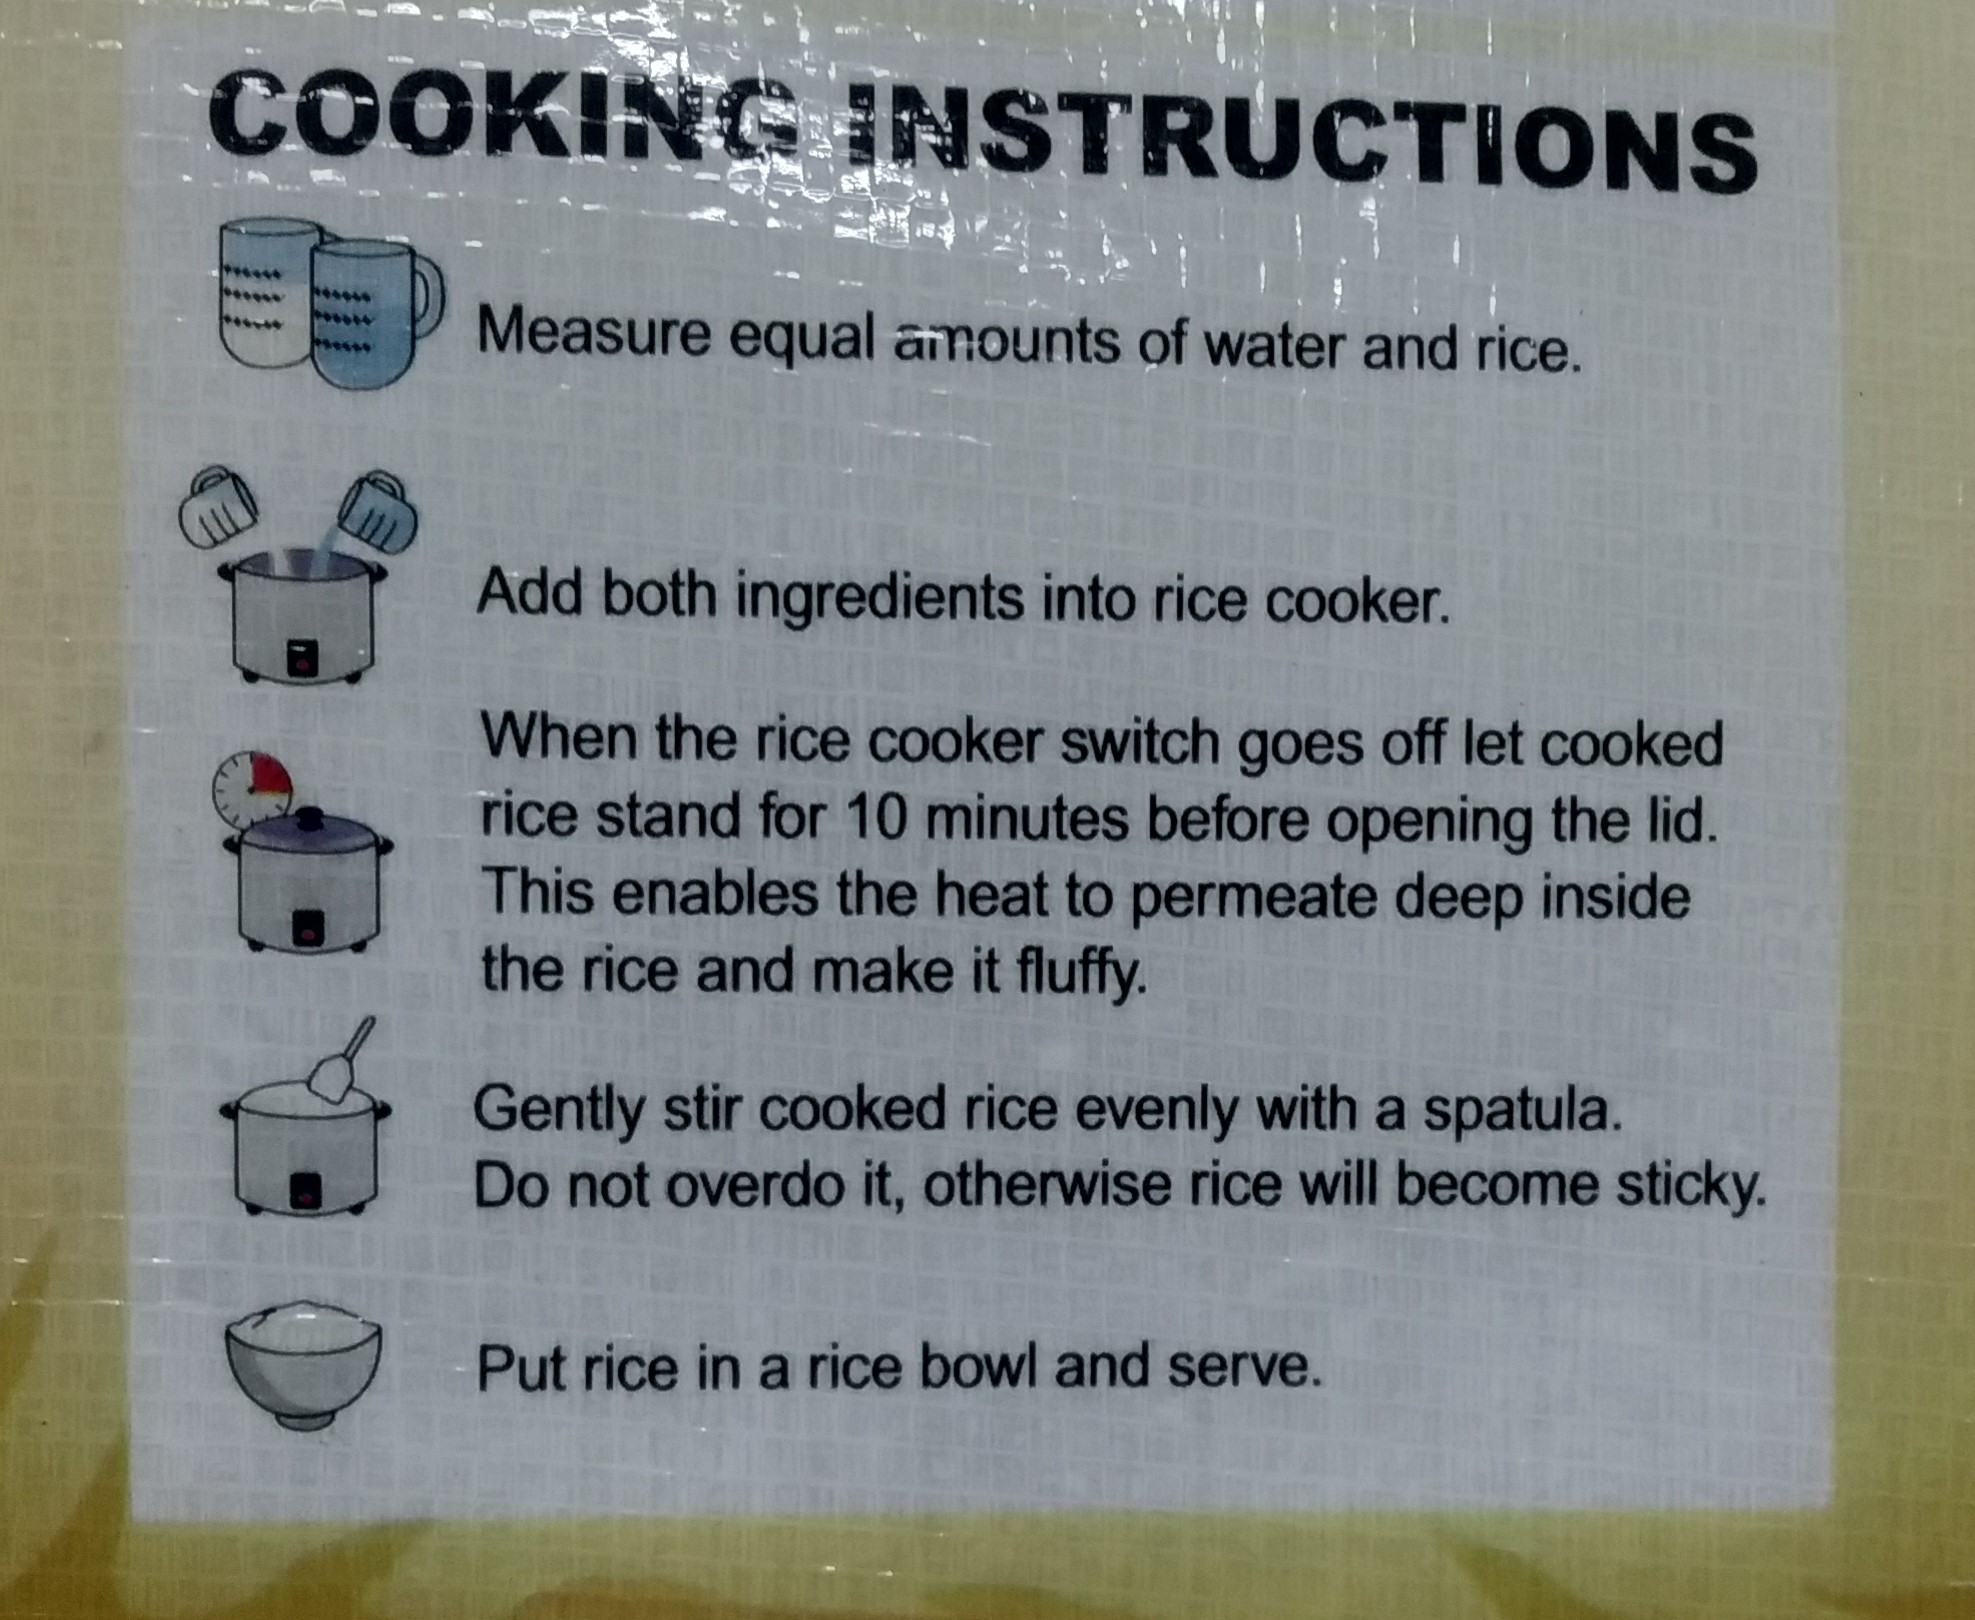 COOKING INSTRUCTIONS
Measure equal amounts of water and rice.
Add both ingredients into rice cooker.
When the rice cooker switch goes off let cooked
rice stand for 10 minutes before opening the lid.
This enables the heat to permeate deep inside
the rice and make it fluffy.
Gently stir cooked rice evenly with a spatula.
Do not overdo it, otherwise rice will become sticky.
Put rice in a rice bowl and serve.